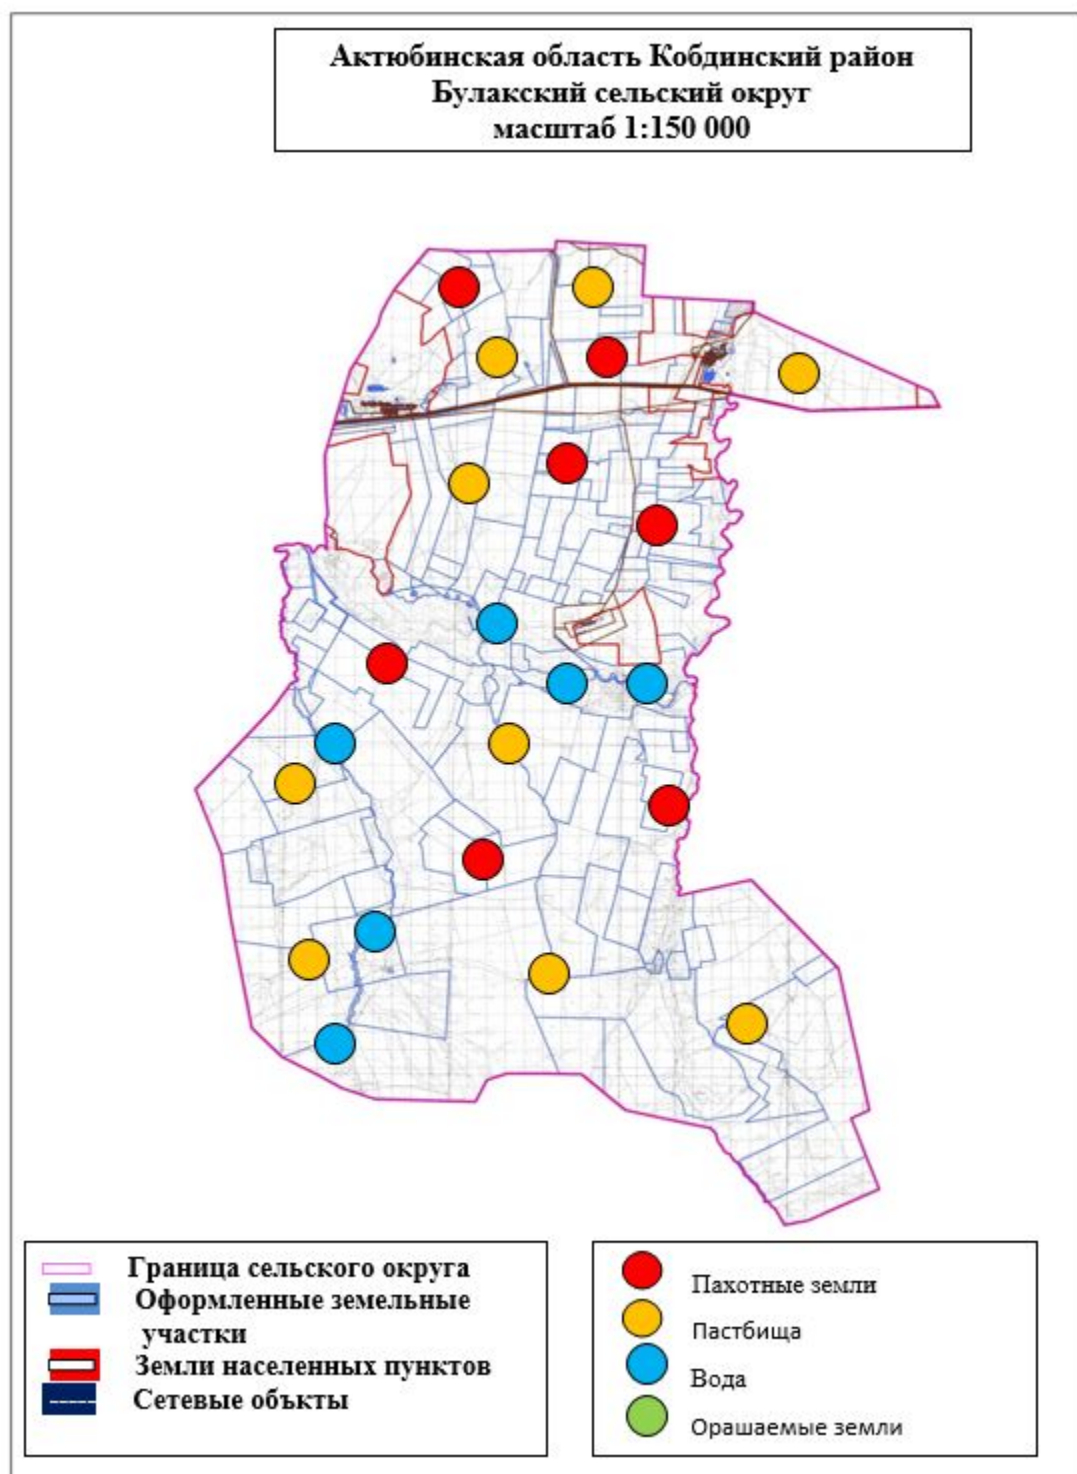 Актюбинская область Кобдинский район
Булакский сельский округ
масштаб 1:150 000
Граница сельского округа
Оформленные земельные
участки
Земли населенных пунктов
Сетевые объкты
Пахотные земли
Пастбища
Вода
Орашаемые земли